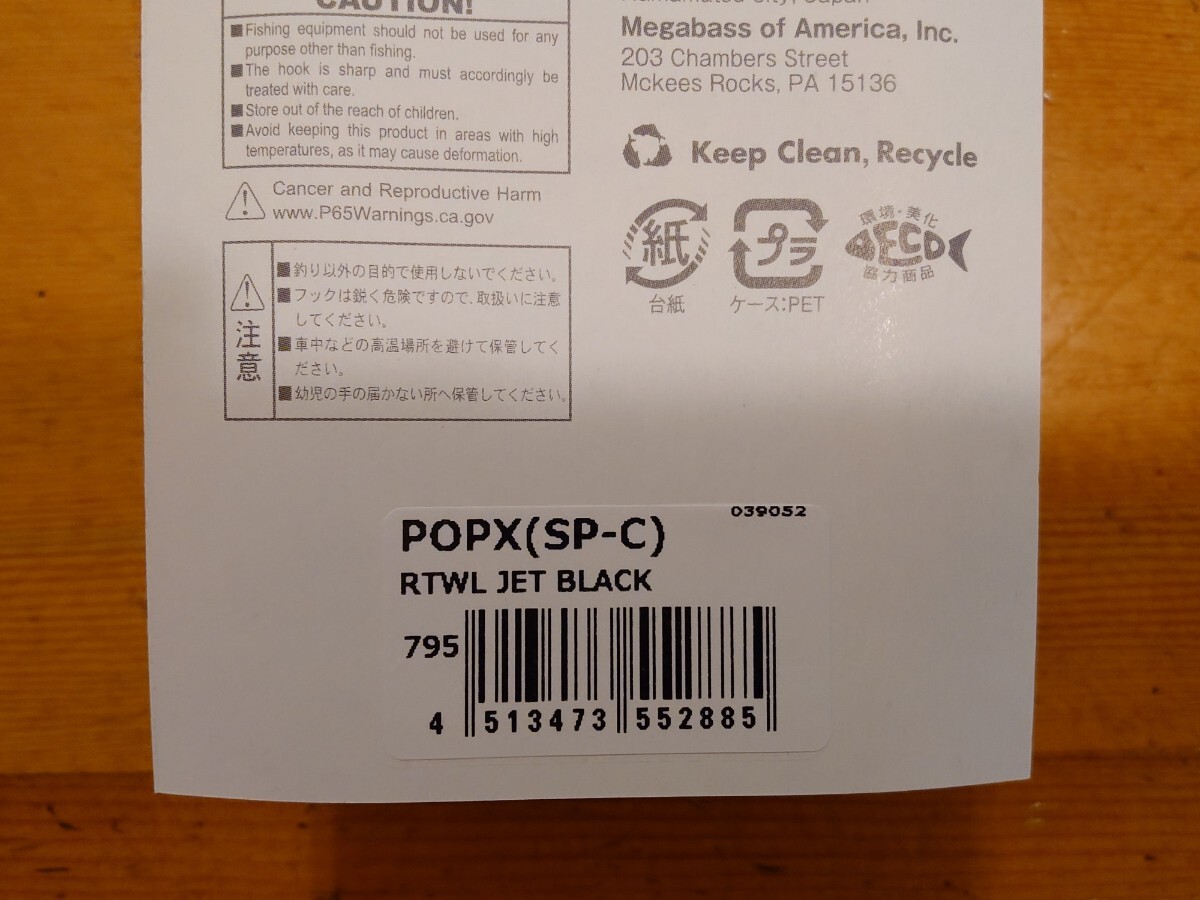 CAUTION!
■Fishing equipment should not be used for any
purpose other than fishing.
■The hook is sharp and must accordingly be
treated with care.
■Store out of the reach of children.
■Avoid keeping this product in areas with high
temperatures, as it may cause deformation.
Cancer and Reproductive Harm
www.P65Warnings.ca.gov
注意
■釣り以外の目的で使用しないでください。
■フックは鋭く危険ですので、取扱いに注意
してください。
■車中などの高温場所を避けて保管してく
ださい。
■幼児の手の届かない所へ保管してください。
Hamamatsu City, Japan
Megabass of America, Inc.
203 Chambers Street
Mckees Rocks, PA 15136
Keep Clean, Recycle
紙
台紙
プラ
ケース:PET
環境・美化
ECO
協力商品
039052
POPX(SP-C)
RTWL JET BLACK
795
4 513473 552885